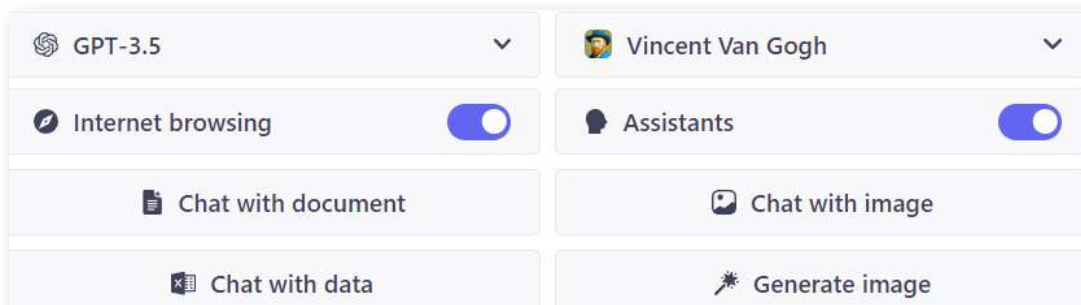 GPT-3.5
Vincent Van Gogh
Internet browsing
Assistants
Chat with document
Chat with image
Chat with data
Generate image